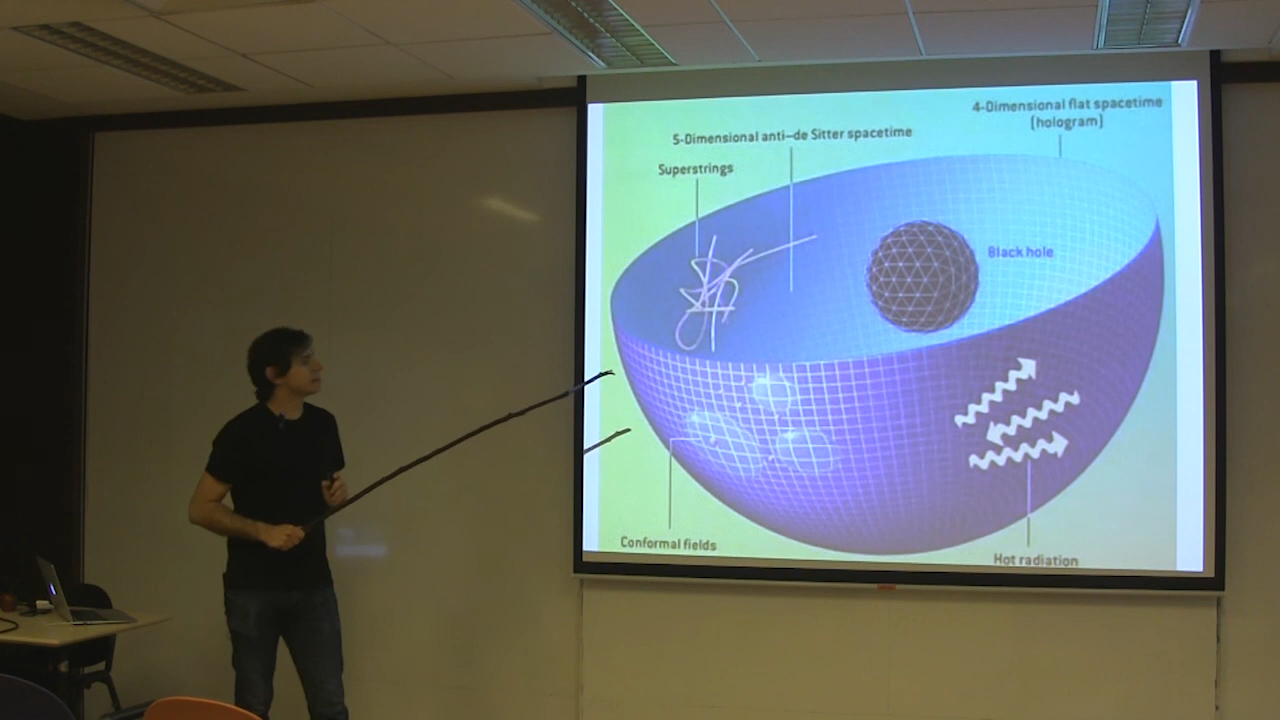 4-Dimensional flat spacetime
(hologram)
5-Dimensional anti–de Sitter spacetime
Superstrings
Black hole
Conformal fields
Hot radiation